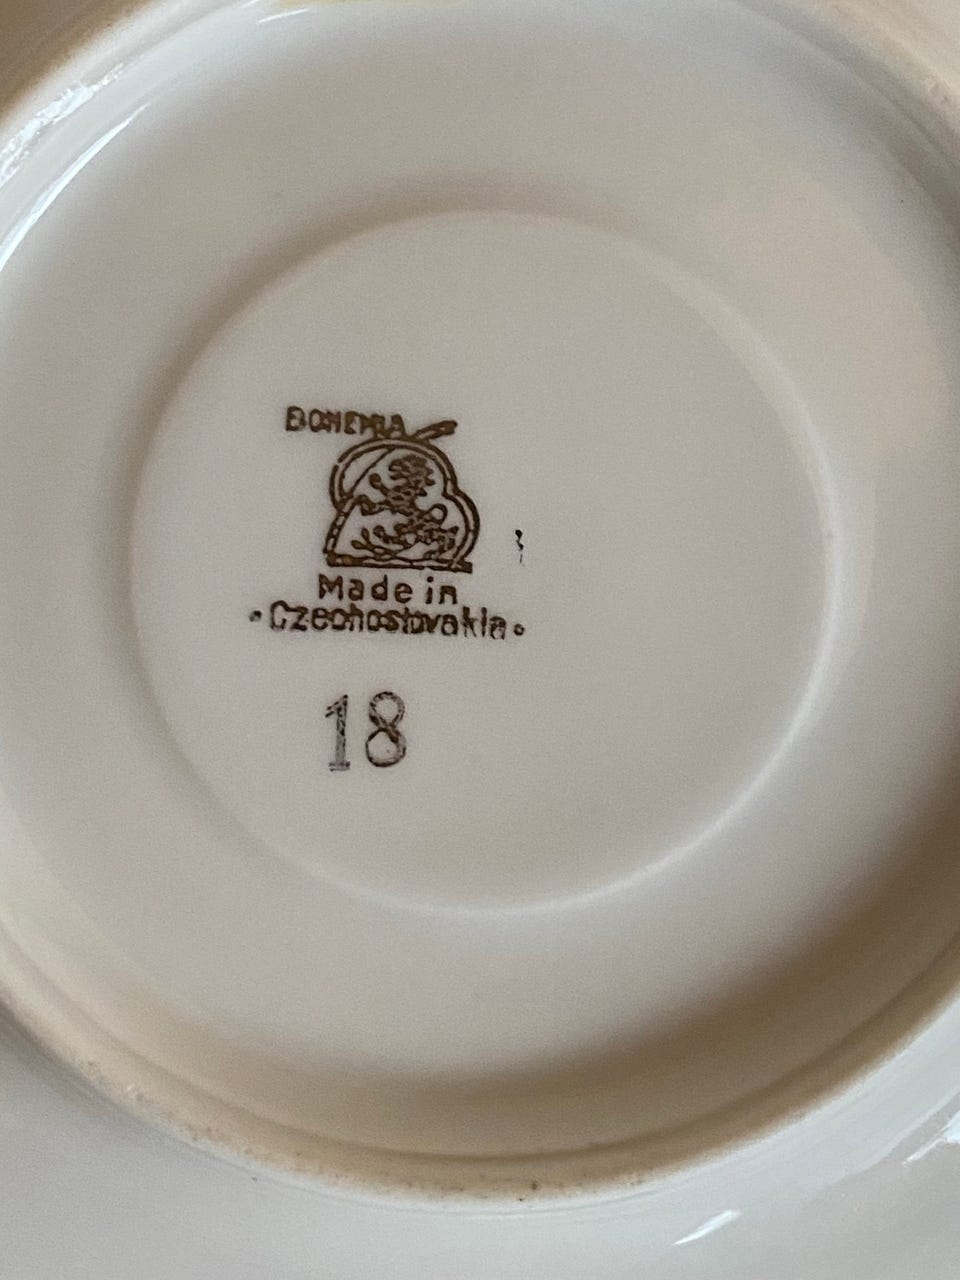 BOHEMIA
Made in
•Czechoslovakia•
18